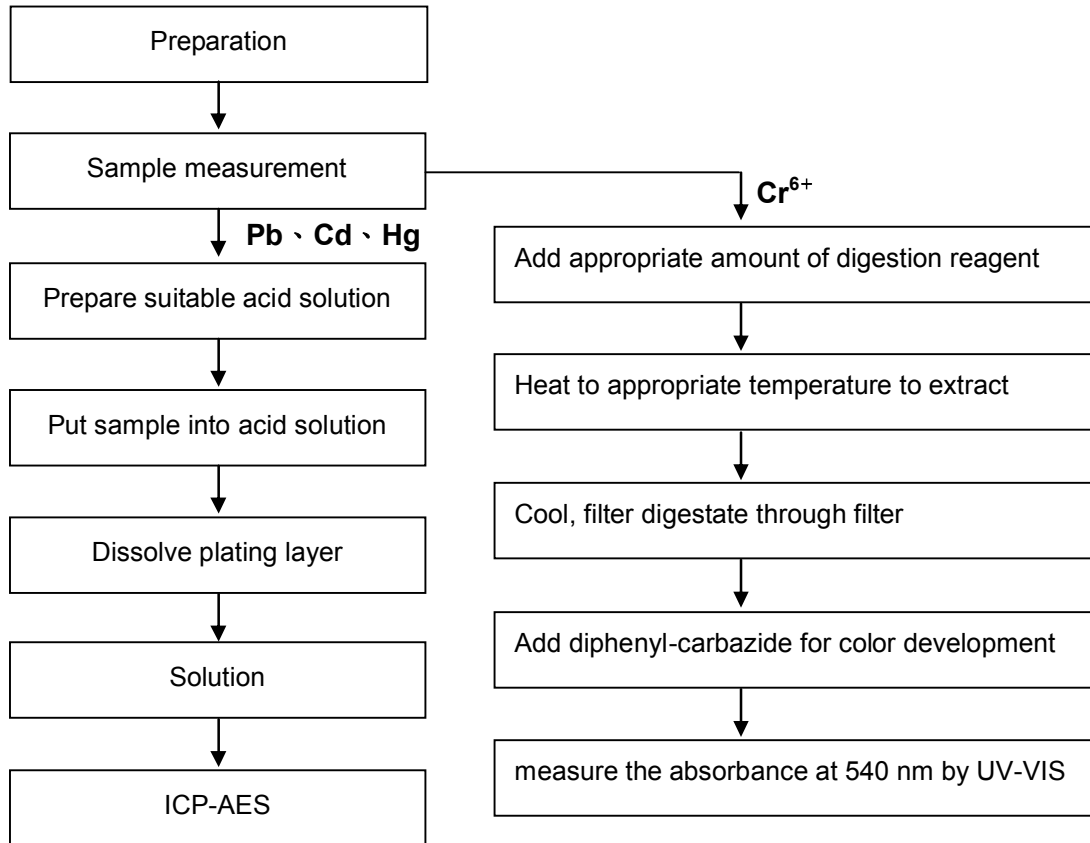 Preparation
Sample measurement
Pb、Cd、Hg
Prepare suitable acid solution
Put sample into acid solution
Dissolve plating layer
Solution
ICP-AES
Cr⁶⁺
Add appropriate amount of digestion reagent
Heat to appropriate temperature to extract
Cool, filter digestate through filter
Add diphenyl-carbazide for color development
measure the absorbance at 540 nm by UV-VIS